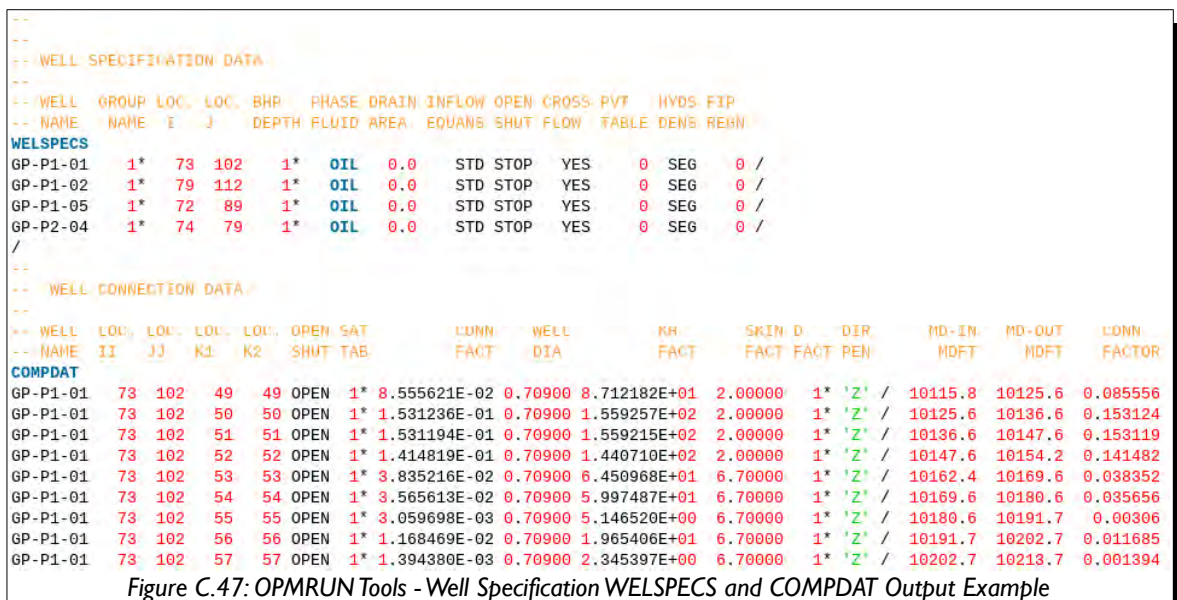 --
--
-- WELL SPECIFICATION DATA
--
-- WELL GROUP LOC. LOC. BHP PHASE DRAIN INFLOW OPEN CROSS PVT HYDS FIP
-- NAME NAME I J DEPTH FLUID AREA. EQUANS SHUT FLOW TABLE DENS REGN
WELSPECS
GP-P1-01 1* 73 102 1* OIL 0.0 STD STOP YES 0 SEG 0 /
GP-P1-02 1* 79 112 1* OIL 0.0 STD STOP YES 0 SEG 0 /
GP-P1-05 1* 72 89 1* OIL 0.0 STD STOP YES 0 SEG 0 /
GP-P2-04 1* 74 79 1* OIL 0.0 STD STOP YES 0 SEG 0 /
/
--
-- WELL CONNECTION DATA
--
-- WELL LOC. LOC. LOC. LOC. OPEN SAT CONN WELL KH SKIN D DIR MD-IN MD-OUT CONN
-- NAME II JJ K1 K2 SHUT TAB FACT DIA FACT FACT FACT PEN MDFT MDFT FACTOR
COMPDAT
GP-P1-01 73 102 49 49 OPEN 1* 8.555621E-02 0.70900 8.712182E+01 2.00000 1* 'Z' / 10115.8 10125.6 0.085556
GP-P1-01 73 102 50 50 OPEN 1* 1.531236E-01 0.70900 1.559257E+02 2.00000 1* 'Z' / 10125.6 10136.6 0.153124
GP-P1-01 73 102 51 51 OPEN 1* 1.531194E-01 0.70900 1.559215E+02 2.00000 1* 'Z' / 10136.6 10147.6 0.153119
GP-P1-01 73 102 52 52 OPEN 1* 1.414819E-01 0.70900 1.440710E+02 2.00000 1* 'Z' / 10147.6 10154.2 0.141482
GP-P1-01 73 102 53 53 OPEN 1* 3.835216E-02 0.70900 6.450968E+01 6.70000 1* 'Z' / 10162.4 10169.6 0.038352
GP-P1-01 73 102 54 54 OPEN 1* 3.565613E-02 0.70900 5.997487E+01 6.70000 1* 'Z' / 10169.6 10180.6 0.035656
GP-P1-01 73 102 55 55 OPEN 1* 3.059698E-03 0.70900 5.146520E+00 6.70000 1* 'Z' / 10180.6 10191.7 0.00306
GP-P1-01 73 102 56 56 OPEN 1* 1.168469E-02 0.70900 1.965406E+01 6.70000 1* 'Z' / 10191.7 10202.7 0.011685
GP-P1-01 73 102 57 57 OPEN 1* 1.394380E-03 0.70900 2.345397E+00 6.70000 1* 'Z' / 10202.7 10213.7 0.001394
Figure C.47: OPMRUN Tools - Well Specification WELSPECS and COMPDAT Output Example